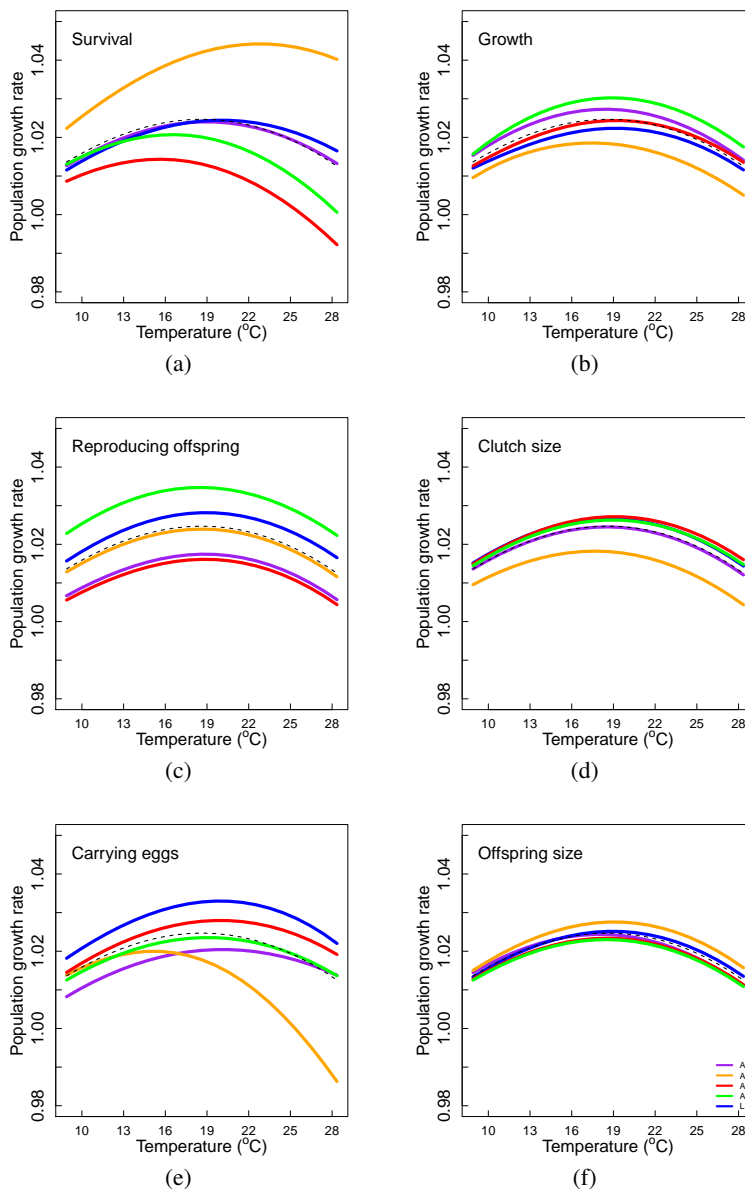 Survival
Population growth rate
0.98 1.00 1.02 1.04
10 13 16 19 22 25 28
Temperature (°C)
(a)
Growth
Population growth rate
0.98 1.00 1.02 1.04
10 13 16 19 22 25 28
Temperature (°C)
(b)
Reproducing offspring
Population growth rate
0.98 1.00 1.02 1.04
10 13 16 19 22 25 28
Temperature (°C)
(c)
Clutch size
Population growth rate
0.98 1.00 1.02 1.04
10 13 16 19 22 25 28
Temperature (°C)
(d)
Carrying eggs
Population growth rate
0.98 1.00 1.02 1.04
10 13 16 19 22 25 28
Temperature (°C)
(e)
Offspring size
Population growth rate
0.98 1.00 1.02 1.04
10 13 16 19 22 25 28
Temperature (°C)
A
A
A
A
L
(f)